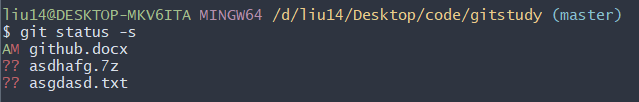 liu14@DESKTOP-MKV6ITA MINGW64 /d/liu14/Desktop/code/gitstudy (master)
$ git status -s
AM github.docx
?? asdhafg.7z
?? asgdasd.txt